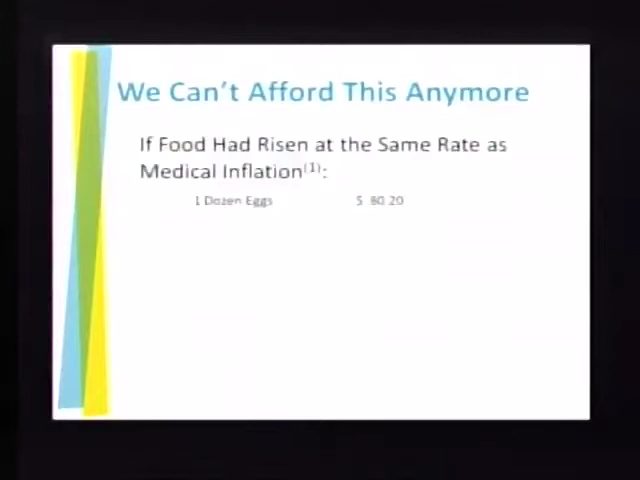 We Can't Afford This Anymore
If Food Had Risen at the Same Rate as
Medical Inflation(1):
1 Dozen Eggs $ 80.20